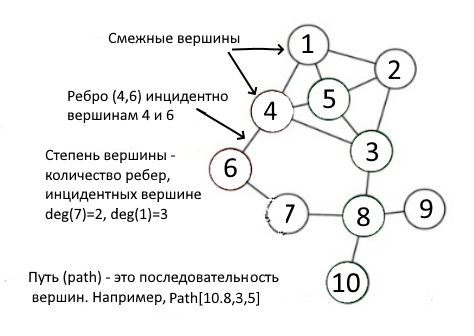 Смежные вершины
1
2
Ребро (4,6) инцидентно
вершинам 4 и 6
5
4
3
Степень вершины -
количество ребер,
инцидентных вершине
deg(7)=2, deg(1)=3
6
7
8
9
Путь (path) - это последовательность
вершин. Например, Path[10.8,3,5]
10